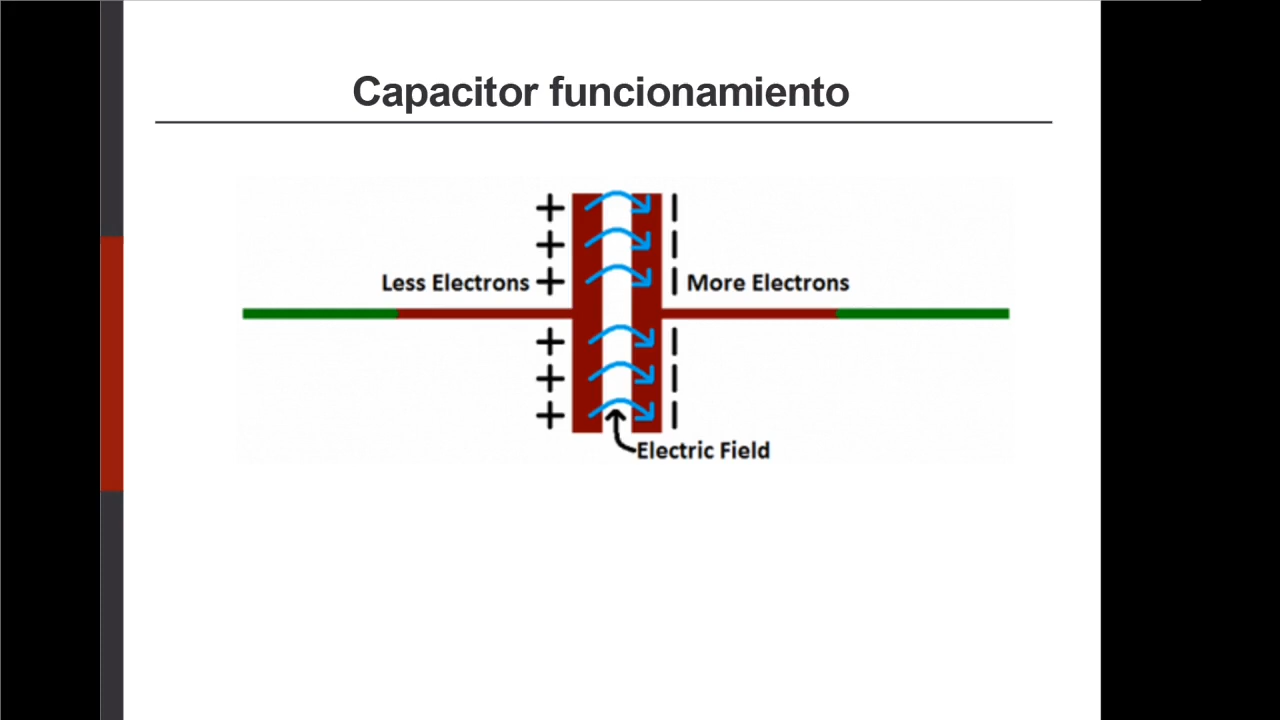 Capacitor funcionamiento
Less Electrons
More Electrons
Electric Field